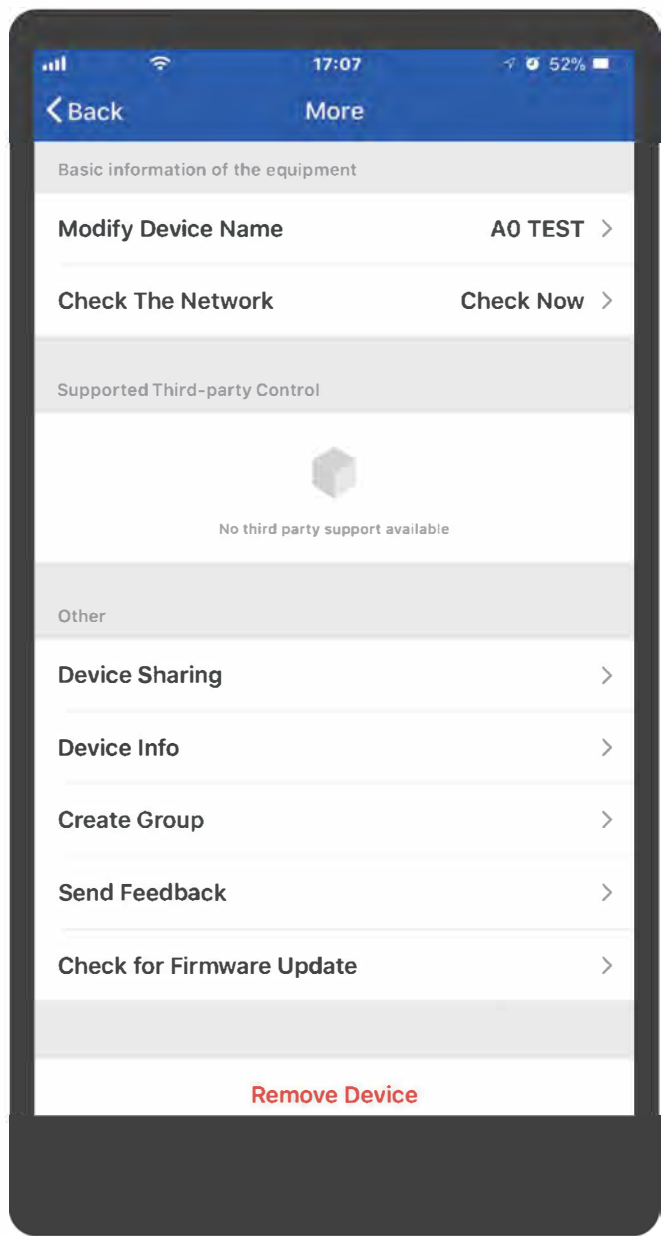 17:07
52%
Back
More
Basic information of the equipment
Modify Device Name
A0 TEST
Check The Network
Check Now
Supported Third-party Control
No third party support available
Other
Device Sharing
Device Info
Create Group
Send Feedback
Check for Firmware Update
Remove Device